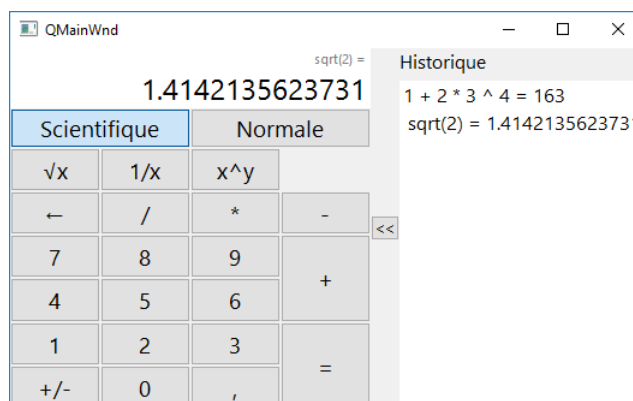 QMainWnd
sqrt(2) =
1.4142135623731
Scientifique Normale
√x 1/x x^y
← / * -
7 8 9
+
4 5 6
1 2 3
=
+/- 0 ,
<<
Historique
1 + 2 * 3 ^ 4 = 163
sqrt(2) = 1.4142135623731